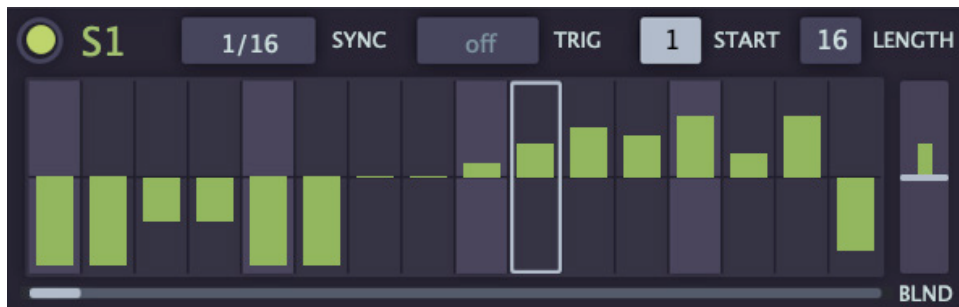 S1 1/16 SYNC off TRIG 1 START 16 LENGTH
BLND